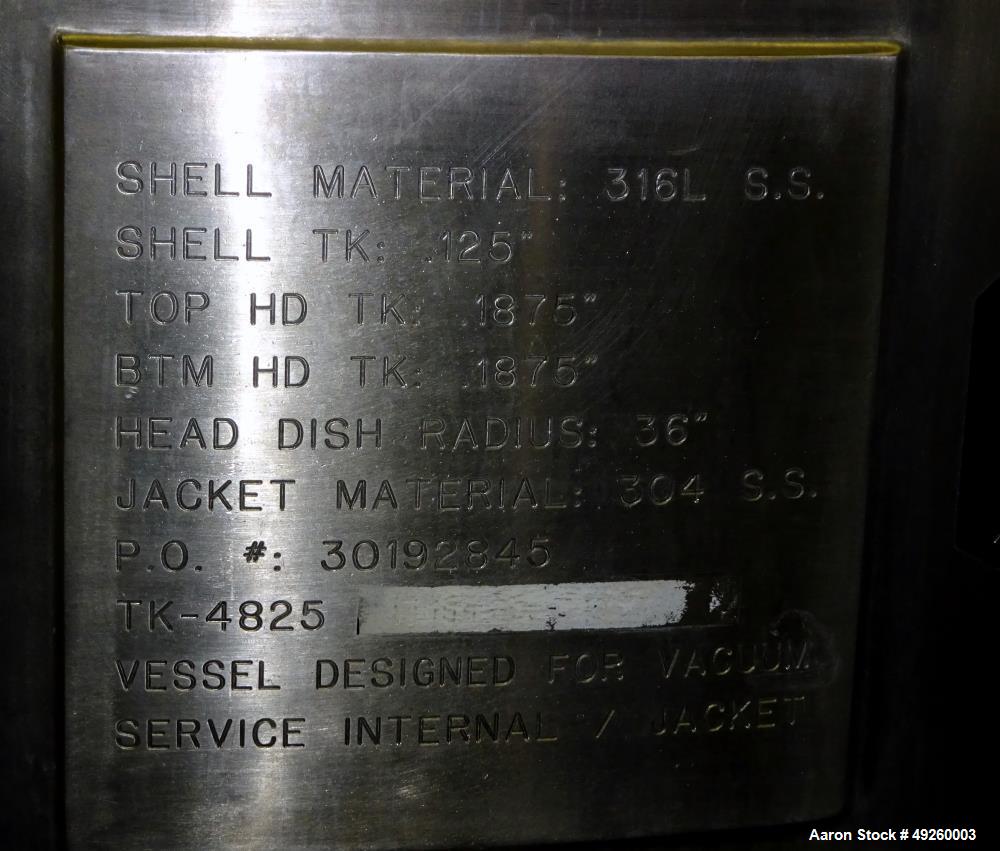 SHELL MATERIAL: 316L S.S.
SHELL TK: .125"
TOP HD TK: .1875"
BTM HD TK: .1875"
HEAD DISH RADIUS: 36"
JACKET MATERIAL: 304 S.S.
P.O. #: 30192845
TK-4825
VESSEL DESIGNED FOR VACUUM
SERVICE INTERNAL / JACKET
Aaron Stock # 49260003